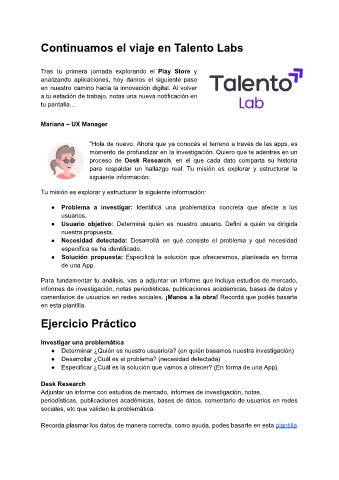 Continuamos el viaje en Talento Labs
Tras tu primera jornada explorando el Play Store y
analizando aplicaciones, hoy damos el siguiente paso
en nuestro camino hacia la innovación digital. Al volver
a tu estación de trabajo, notas una nueva notificación en
tu pantalla…
Talento
Lab
Mariana – UX Manager
"Hola de nuevo. Ahora que ya conocés el terreno a través de las apps, es
momento de profundizar en la investigación. Quiero que te adentres en un
proceso de Desk Research, en el que cada dato comparta su historia
para respaldar un hallazgo real. Tu misión es explorar y estructurar la
siguiente información:
Tu misión es explorar y estructurar la siguiente información:
● Problema a investigar: Identificá una problemática concreta que afecte a los
usuarios.
● Usuario objetivo: Determiná quién es nuestro usuario. Definí a quién va dirigida
nuestra propuesta.
● Necesidad detectada: Desarrollá en qué consiste el problema y qué necesidad
específica se ha identificado.
● Solución propuesta: Especificá la solución que ofreceremos, planteada en forma
de una App.
Para fundamentar tu análisis, vas a adjuntar un informe que incluya estudios de mercado,
informes de investigación, notas periodísticas, publicaciones académicas, bases de datos y
comentarios de usuarios en redes sociales. ¡Manos a la obra! Recordá que podés basarte
en esta plantilla.
Ejercicio Práctico
Investigar una problemática
● Determinar ¿Quién es nuestro usuario/a? (en quién basamos nuestra investigación)
● Desarrollar ¿Cuál es el problema? (necesidad detectada)
● Especificar ¿Cuál es la solución que vamos a ofrecer? (En forma de una App).
Desk Research
Adjuntar un informe con estudios de mercado, informes de investigación, notas
periodísticas, publicaciones académicas, bases de datos, comentario de usuarios en redes
sociales, etc que validen la problemática.
Recorda plasmar los datos de manera correcta, como ayuda, podes basarte en esta plantilla